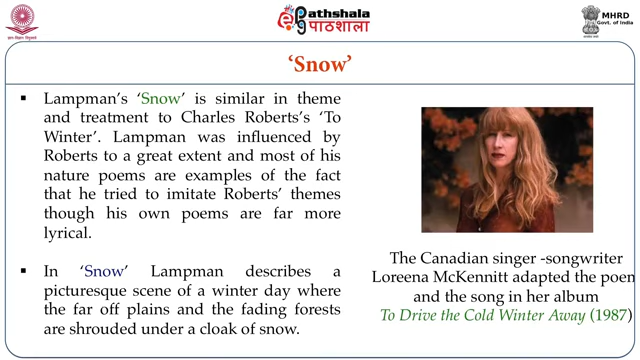 ePathshala
पाठशाला
MHRD
Govt. of India
‘Snow’
▪ Lampman’s ‘Snow’ is similar in theme
and treatment to Charles Roberts’s ‘To
Winter’. Lampman was influenced by
Roberts to a great extent and most of his
nature poems are examples of the fact
that he tried to imitate Roberts’ themes
though his own poems are far more
lyrical.
▪ In ‘Snow’ Lampman describes a
picturesque scene of a winter day where
the far off plains and the fading forests
are shrouded under a cloak of snow.
The Canadian singer -songwriter
Loreena McKennitt adapted the poem
and the song in her album
To Drive the Cold Winter Away (1987)